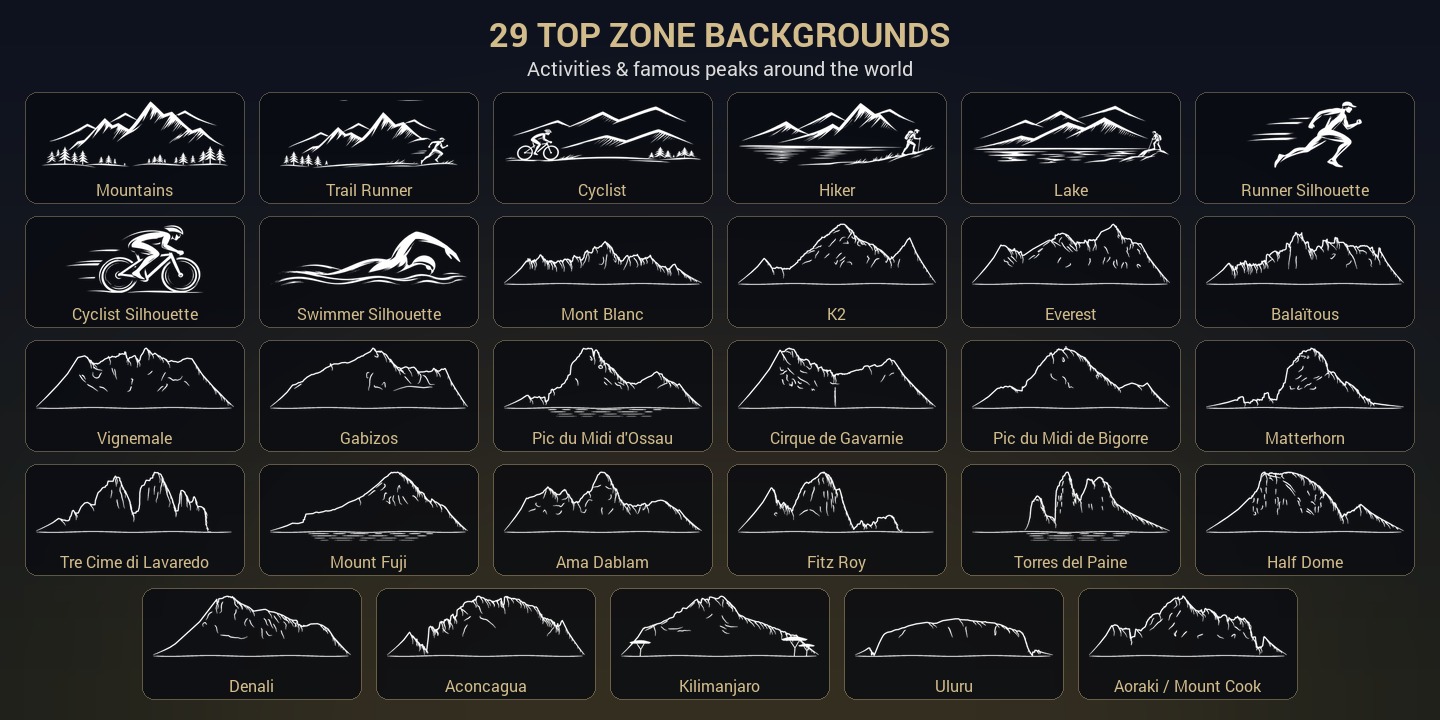 29 TOP ZONE BACKGROUNDS
Activities & famous peaks around the world
Mountains
Trail Runner
Cyclist
Hiker
Lake
Runner Silhouette
Cyclist Silhouette
Swimmer Silhouette
Mont Blanc
K2
Everest
Balaïtous
Vignemale
Gabizos
Pic du Midi d'Ossau
Cirque de Gavarnie
Pic du Midi de Bigorre
Matterhorn
Tre Cime di Lavaredo
Mount Fuji
Ama Dablam
Fitz Roy
Torres del Paine
Half Dome
Denali
Aconcagua
Kilimanjaro
Uluru
Aoraki / Mount Cook